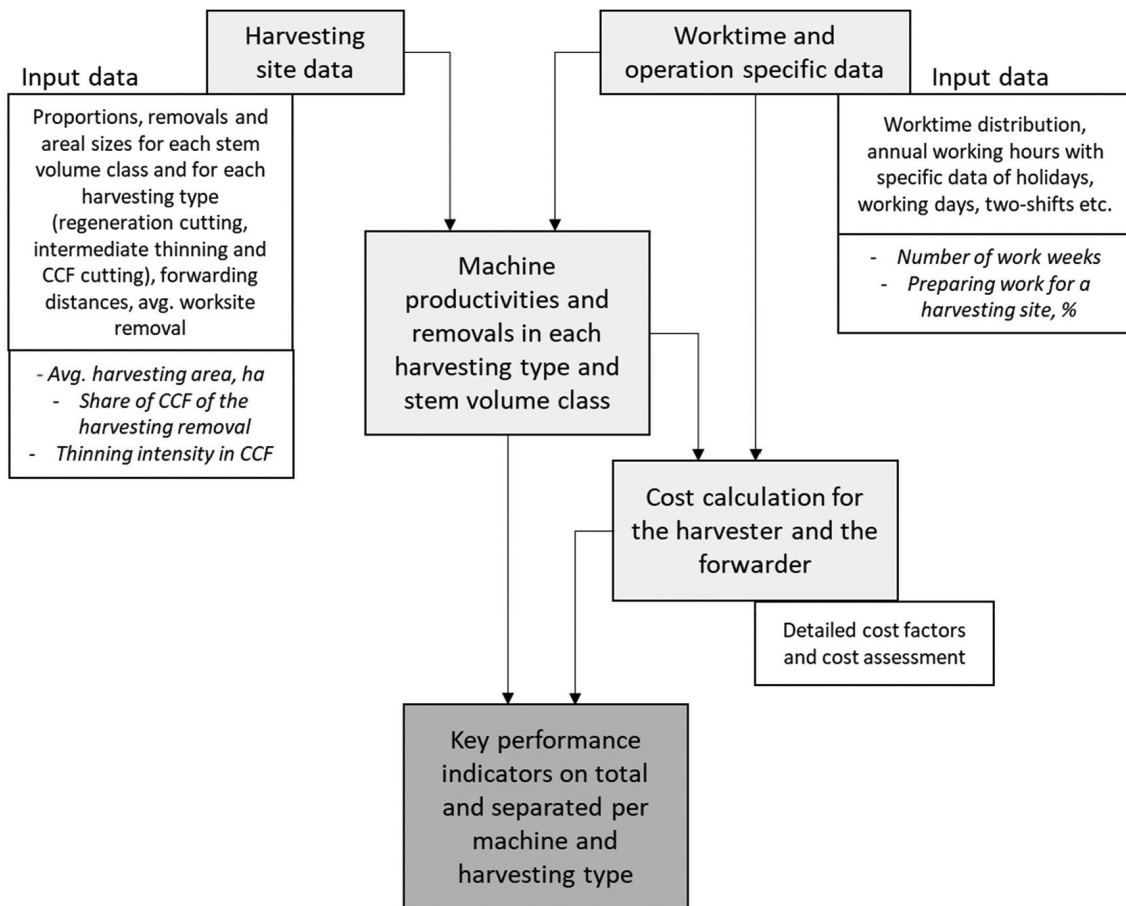 Harvesting
site data
Worktime and
operation specific data
Input data
Proportions, removals and
areal sizes for each stem
volume class and for each
harvesting type
(regeneration cutting,
intermediate thinning and
CCF cutting), forwarding
distances, avg. worksite
removal
- Avg. harvesting area, ha
- Share of CCF of the
harvesting removal
- Thinning intensity in CCF
Input data
Worktime distribution,
annual working hours with
specific data of holidays,
working days, two-shifts etc.
- Number of work weeks
- Preparing work for a
harvesting site, %
Machine
productivities and
removals in each
harvesting type and
stem volume class
Cost calculation for
the harvester and the
forwarder
Detailed cost factors
and cost assessment
Key performance
indicators on total
and separated per
machine and
harvesting type